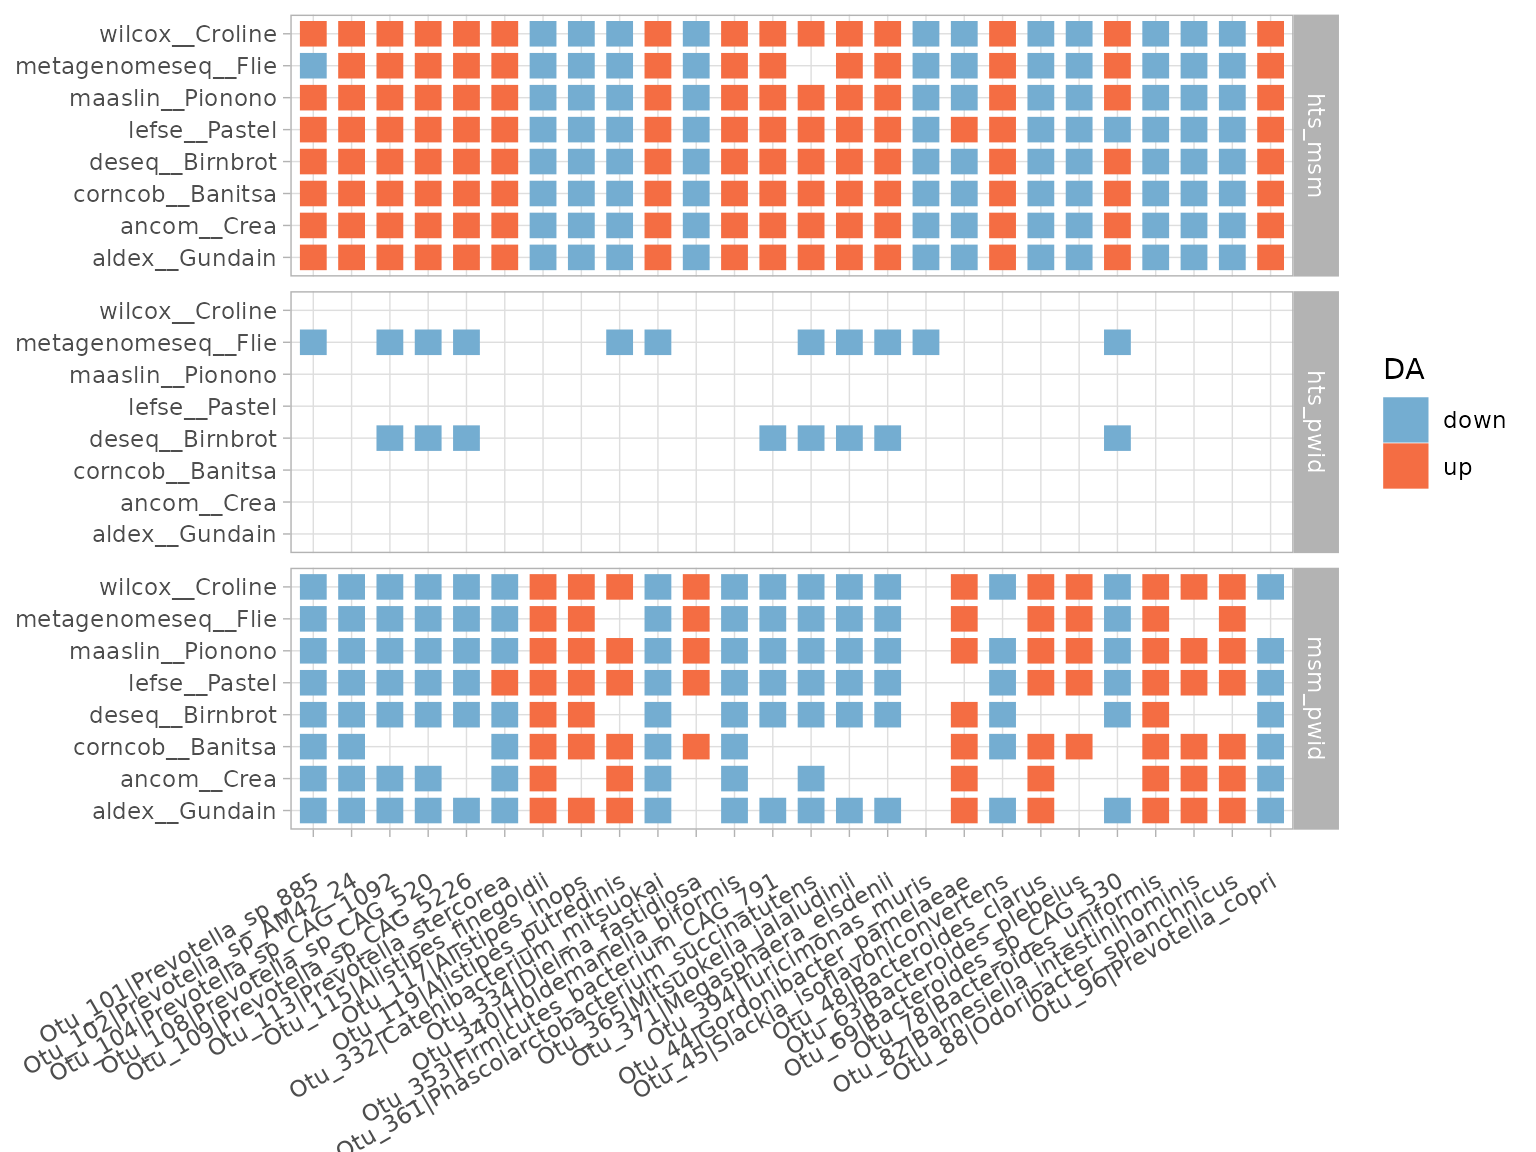 wilcox__Croline
metagenomeseq__Flie
maaslin__Pionono
lefse__Pastel
deseq__Birnbrot
corncob__Banitsa
ancom__Crea
aldex__Gundain
hts_msm
wilcox__Croline
metagenomeseq__Flie
maaslin__Pionono
lefse__Pastel
deseq__Birnbrot
corncob__Banitsa
ancom__Crea
aldex__Gundain
hts_pwid
wilcox__Croline
metagenomeseq__Flie
maaslin__Pionono
lefse__Pastel
deseq__Birnbrot
corncob__Banitsa
ancom__Crea
aldex__Gundain
msm_pwid
Otu_101|Prevotella_sp_885
Otu_102|Prevotella_sp_AM42_24
Otu_104|Prevotella_sp_CAG_1092
Otu_108|Prevotella_sp_CAG_520
Otu_109|Prevotella_sp_CAG_5226
Otu_113|Prevotella_stercorea
Otu_115|Alistipes_finegoldii
Otu_117|Alistipes_inops
Otu_119|Alistipes_putredinis
Otu_332|Catenibacterium_mitsuokai
Otu_334|Dielma_fastidiosa
Otu_340|Holdemanella_biformis
Otu_353|Firmicutes_bacterium_CAG_791
Otu_361|Phascolarctobacterium_succinatutens
Otu_365|Mitsuokella_jalaludinii
Otu_371|Megasphaera_elsdenii
Otu_394|Turicimonas_muris
Otu_44|Gordonibacter_pamelaeae
Otu_45|Slackia_isoflavoniconvertens
Otu_48|Bacteroides_clarus
Otu_63|Bacteroides_plebeius
Otu_69|Bacteroides_sp_CAG_530
Otu_78|Bacteroides_uniformis
Otu_82|Barnesiella_intestinihominis
Otu_88|Odoribacter_splanchnicus
Otu_96|Prevotella_copri
DA
down
up